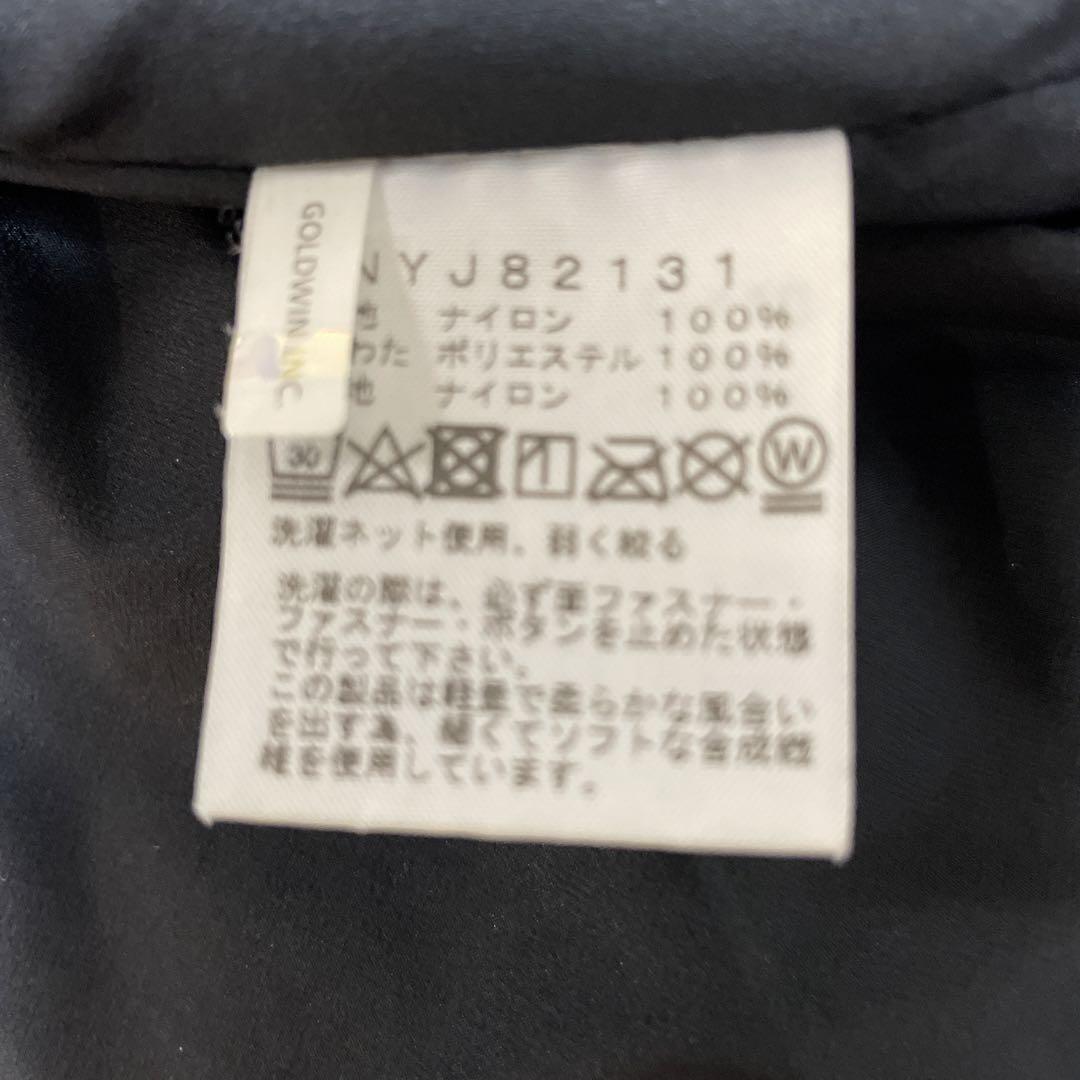 GOLDWIN INC
NYJ82131
地 ナイロン 100%
わた ポリエステル 100%
地 ナイロン 100%
30
W
洗濯ネット使用、弱く絞る
洗濯の際は、必ず面ファスナー・
ファスナー・ボタンを止めた状態
で行って下さい。
この製品は軽量で柔らかな風合い
を出す為、軽くてソフトな合成繊
維を使用しています。